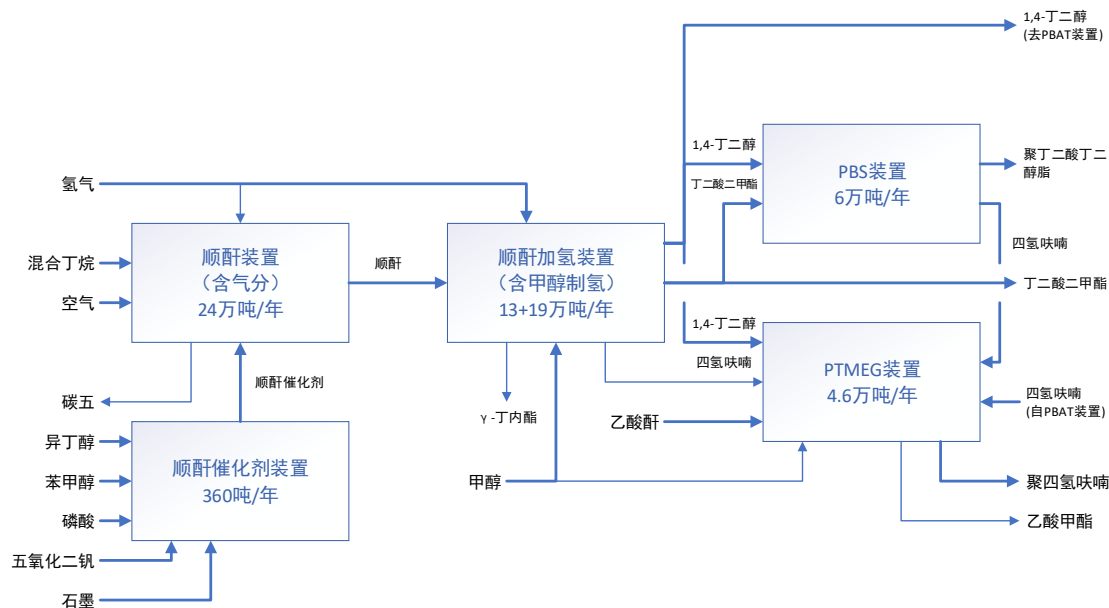 1,4-丁二醇
(去PBAT装置)
1,4-丁二醇
丁二酸二甲酯
PBS装置
6万吨/年
聚丁二酸丁二
醇脂
氢气
四氢呋喃
混合丁烷
空气
顺酐装置
（含气分）
24万吨/年
顺酐
顺酐加氢装置
（含甲醇制氢）
13+19万吨/年
丁二酸二甲酯
1,4-丁二醇
四氢呋喃
PTMEG装置
4.6万吨/年
四氢呋喃
(自PBAT装置)
碳五
顺酐催化剂
γ-丁内酯
乙酸酐
异丁醇
苯甲醇
磷酸
顺酐催化剂装置
360吨/年
甲醇
聚四氢呋喃
乙酸甲酯
五氧化二钒
石墨